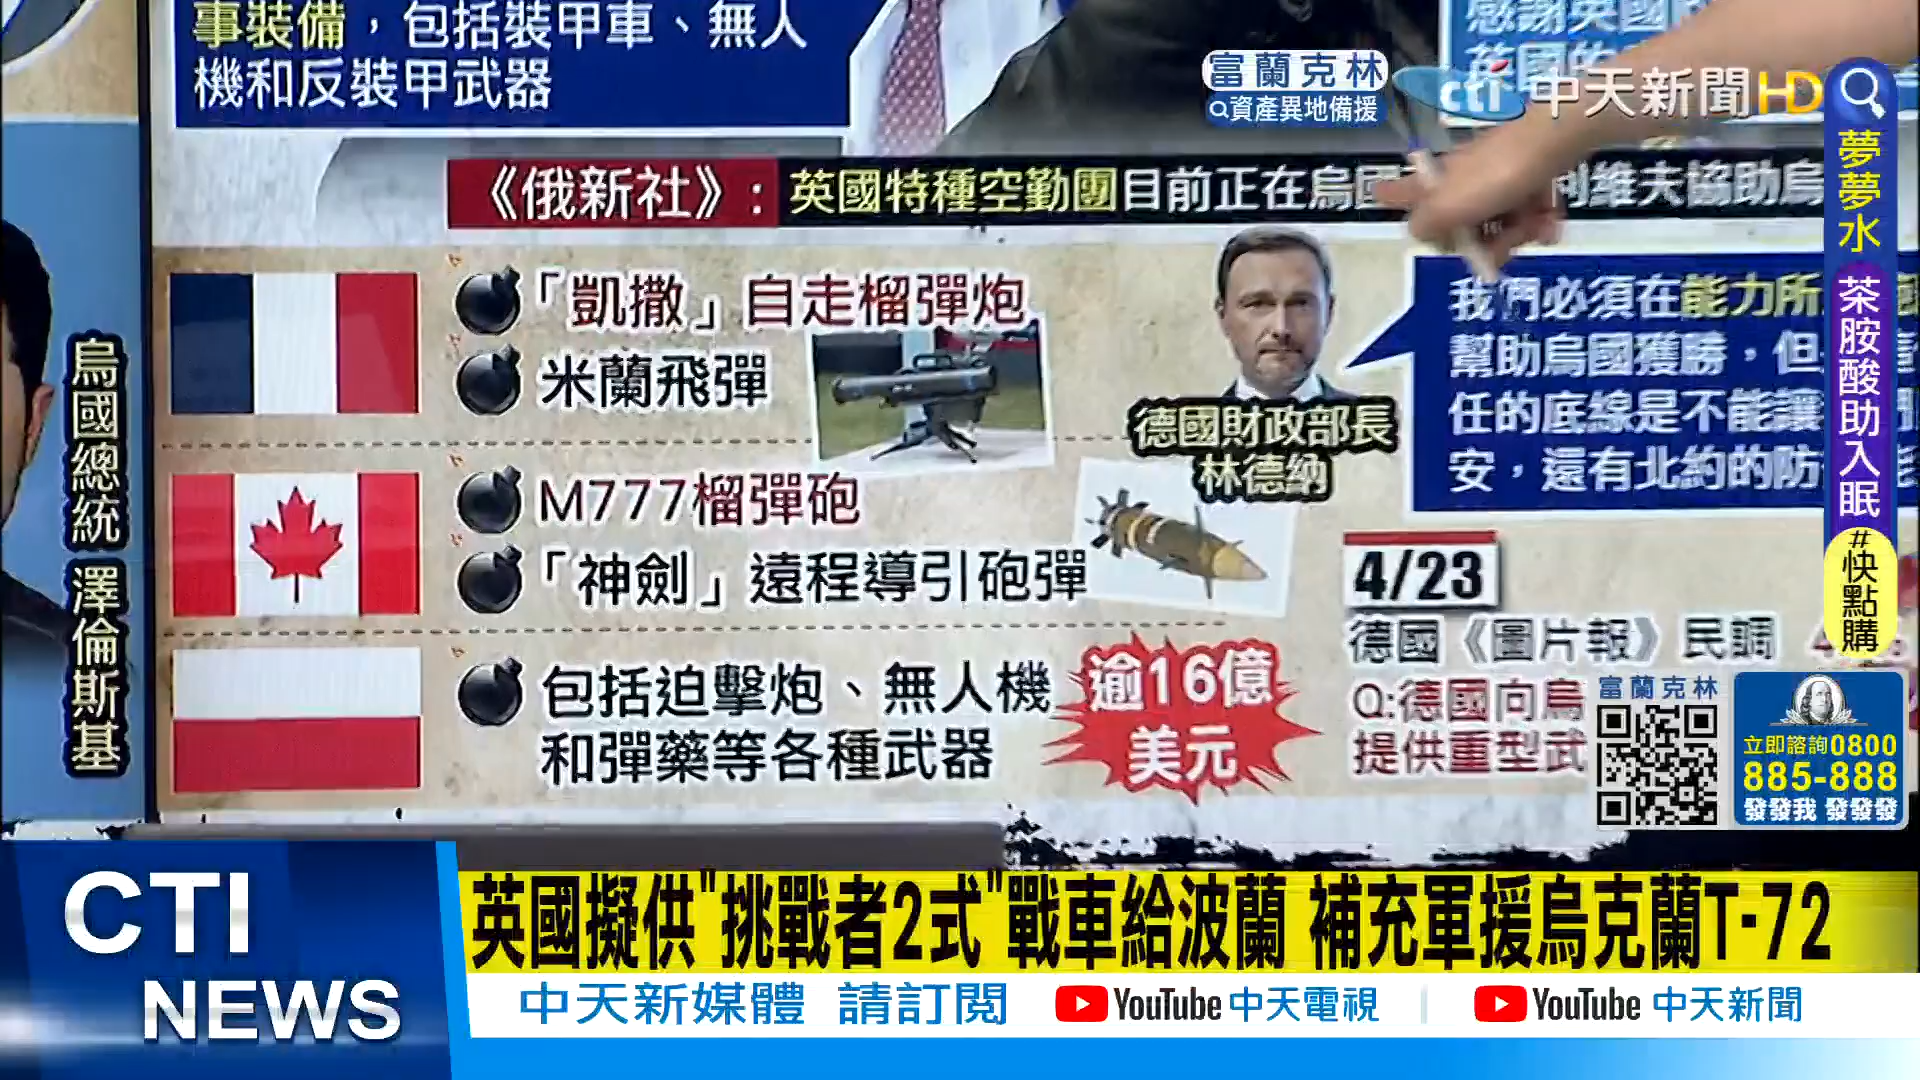 事裝備，包括裝甲車、無人
機和反裝甲武器
感謝英國
富蘭克林
資產異地備援
cti 中天新聞HD
《俄新社》：英國特種空勤團目前正在烏國
利維夫協助烏
「凱撒」自走榴彈炮
米蘭飛彈
德國財政部長
林德納
我們必須在能力所
幫助烏國獲勝，但
任的底線是不能讓
安，還有北約的防
M777榴彈砲
「神劍」遠程導引砲彈
包括迫擊炮、無人機
和彈藥等各種武器
逾16億
美元
4/23
德國《圖片報》民調
Q:德國向烏
提供重型武
烏國總統 澤倫斯基
夢夢水
茶胺酸助入眠
#快點購
富蘭克林
立即諮詢0800
885-888
發發我 發發發
CTI
NEWS
英國擬供"挑戰者2式"戰車給波蘭 補充軍援烏克蘭T-72
中天新媒體 請訂閱 YouTube 中天電視 | YouTube 中天新聞